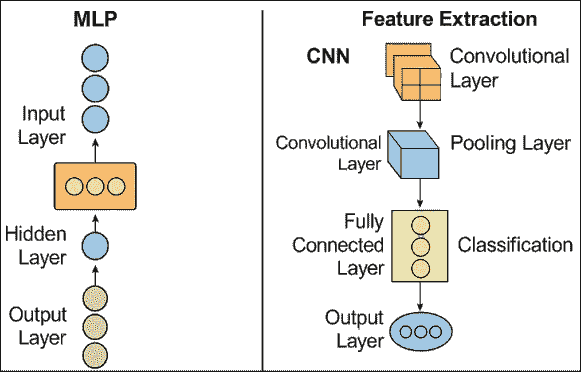 MLP
Input
Layer
Hidden
Layer
Output
Layer
Feature Extraction
CNN
Convolutional
Layer
Convolutional
Layer
Pooling Layer
Fully
Connected
Layer
Classification
Output
Layer